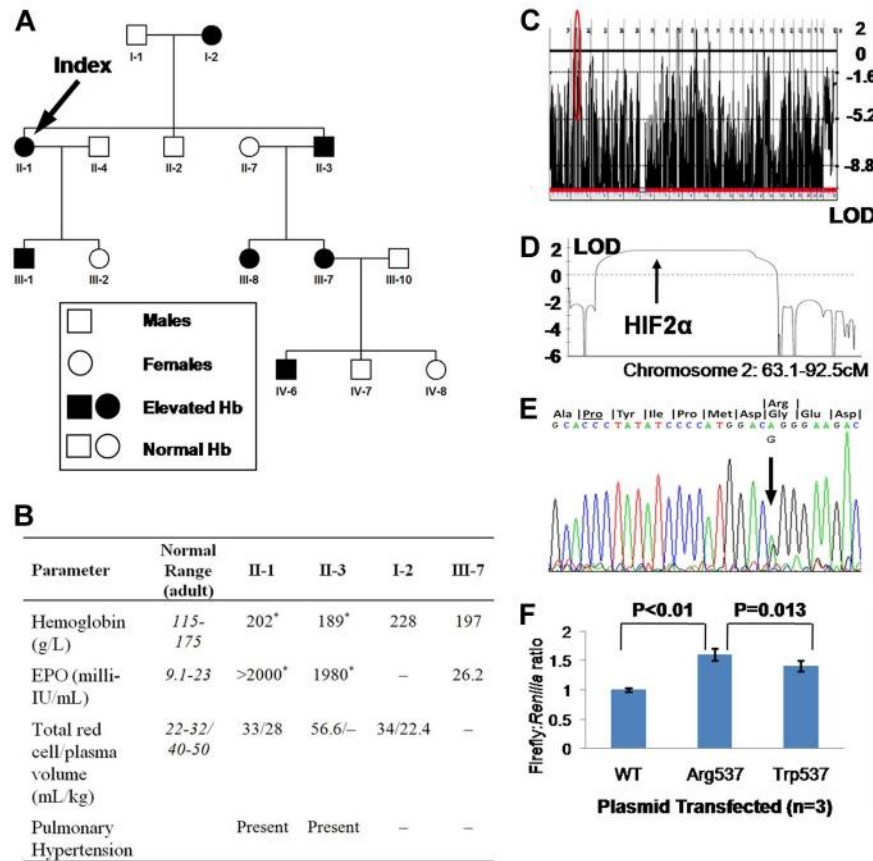 A
I-1
I-2
Index
II-1
II-4
II-2
II-7
II-3
III-1
III-2
III-8
III-7
III-10
IV-6
IV-7
IV-8
Males
Females
Elevated Hb
Normal Hb
B
Parameter Normal Range (adult) II-1 II-3 I-2 III-7
Hemoglobin (g/L) 115-175 202* 189* 228 197
EPO (milli-IU/mL) 9.1-23 >2000* 1980* – 26.2
Total red cell/plasma volume (mL/kg) 22-32/40-50 33/28 56.6/– 34/22.4 –
Pulmonary Hypertension Present Present – –
C
2
0
-1.6
-5.2
-8.8
LOD
D
LOD
2
0
-2
-4
-6
HIF2α
Chromosome 2: 63.1-92.5cM
E
|Arg
Ala |Pro |Tyr |Ile |Pro |Met |Asp |Gly |Glu |Asp|
G C A C C C T A T A T C C C C A T G G A C A G G G A A G A C
G
F
P<0.01 P=0.013
Firefly:Renilla ratio
2
1.5
1
0.5
0
WT Arg537 Trp537
Plasmid Transfected (n=3)